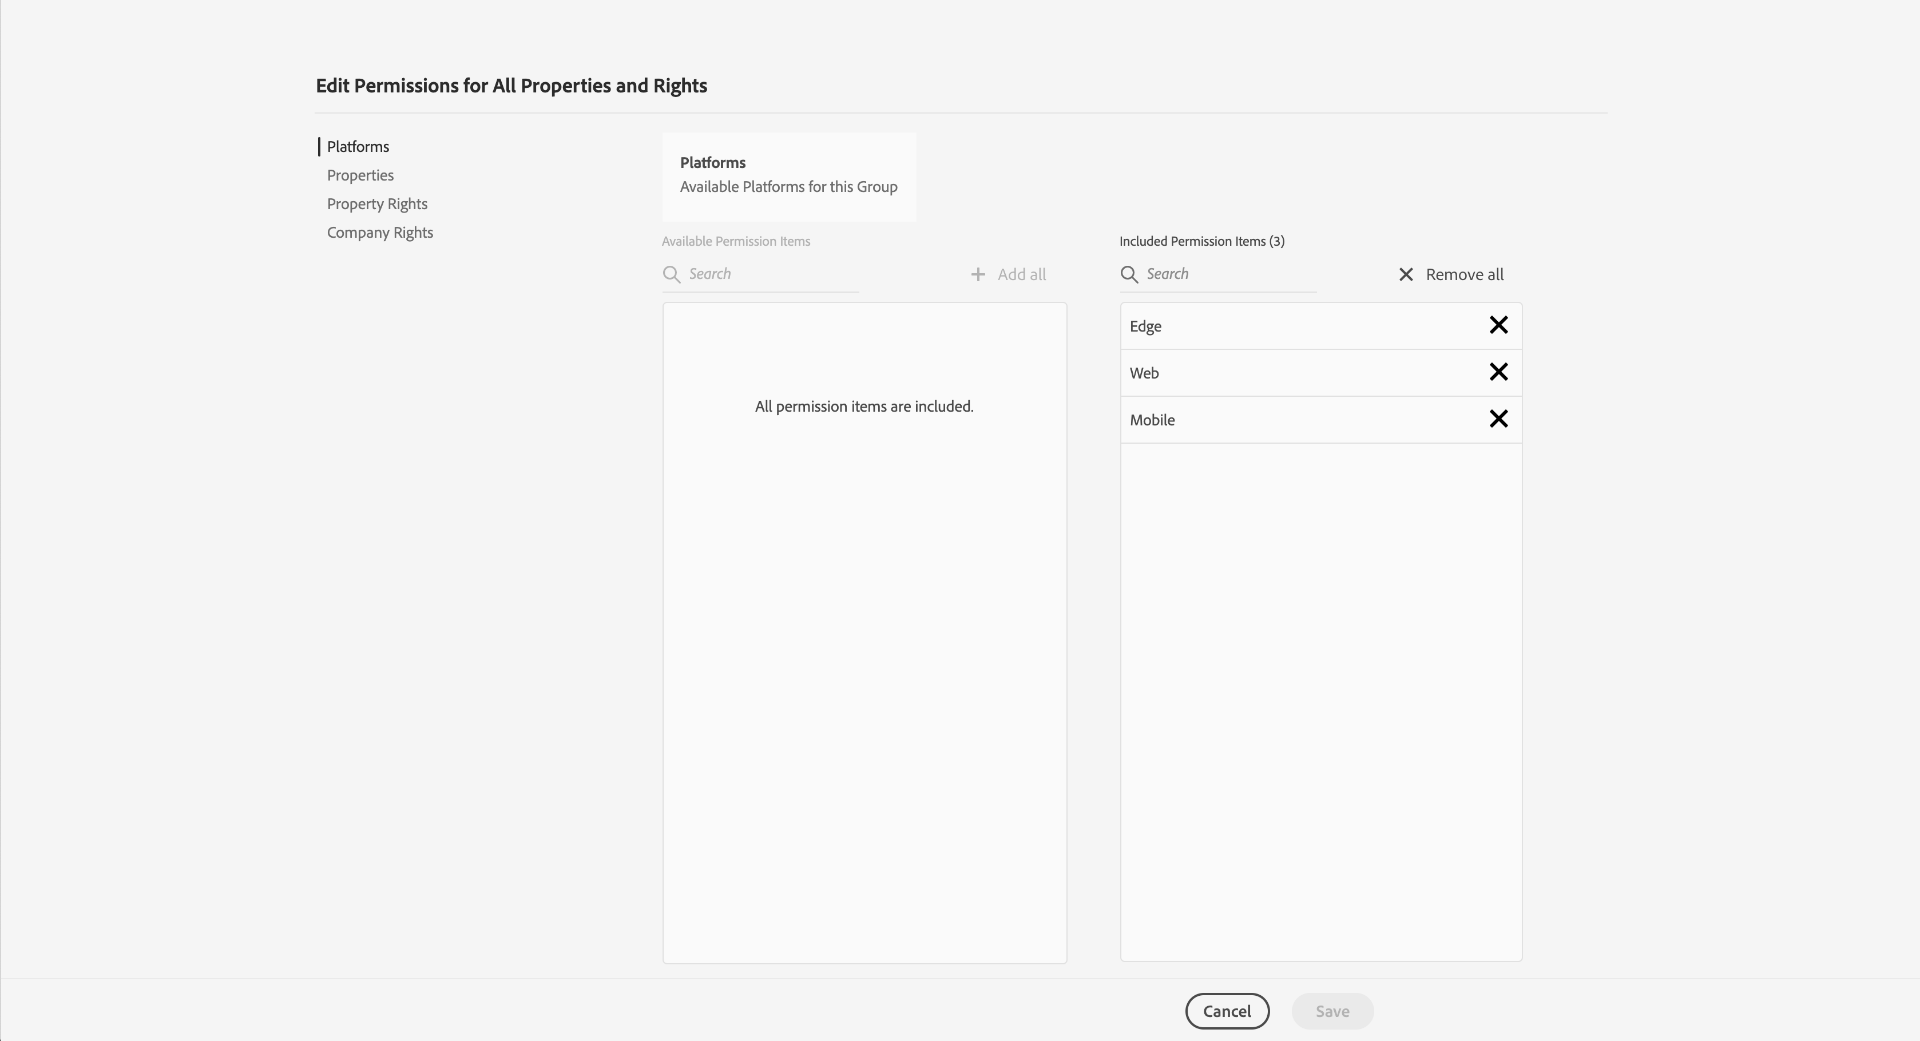 Edit Permissions for All Properties and Rights
Platforms
Properties
Property Rights
Company Rights
Platforms
Available Platforms for this Group
Available Permission Items
Search
Add all
All permission items are included.
Included Permission Items (3)
Search
Remove all
Edge
Web
Mobile
Cancel
Save